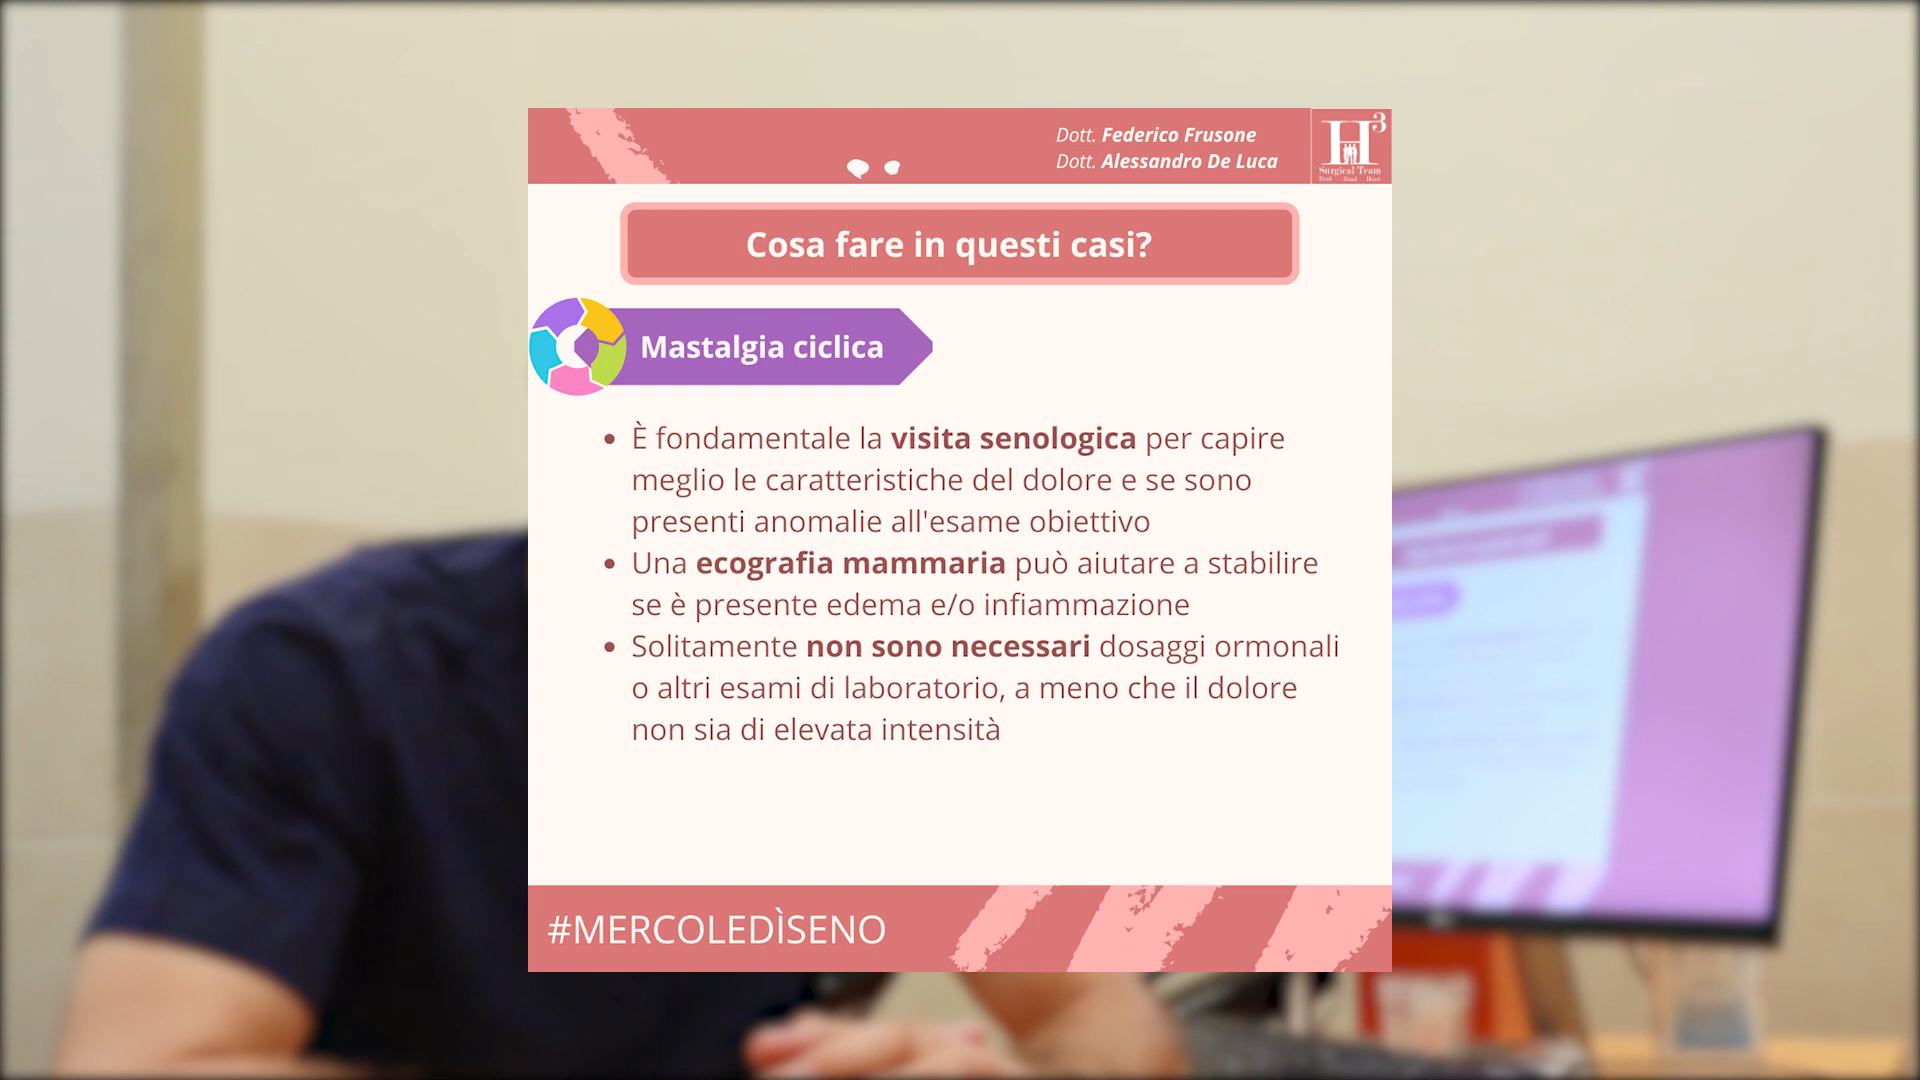 Dott. Federico Frusone
Dott. Alessandro De Luca
H3
Surgical Team
Cosa fare in questi casi?
Mastalgia ciclica
• È fondamentale la visita senologica per capire
meglio le caratteristiche del dolore e se sono
presenti anomalie all'esame obiettivo
• Una ecografia mammaria può aiutare a stabilire
se è presente edema e/o infiammazione
• Solitamente non sono necessari dosaggi ormonali
o altri esami di laboratorio, a meno che il dolore
non sia di elevata intensità
#MERCOLEDÌSENO